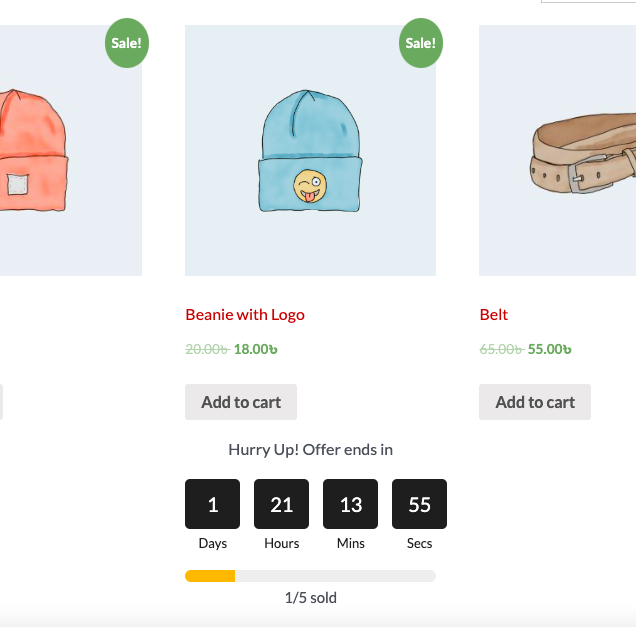 Sale!
Sale!
Beanie with Logo
Belt
20.00৳ 18.00৳
65.00৳ 55.00৳
Add to cart
Add to cart
Hurry Up! Offer ends in
1 21 13 55
Days Hours Mins Secs
1/5 sold